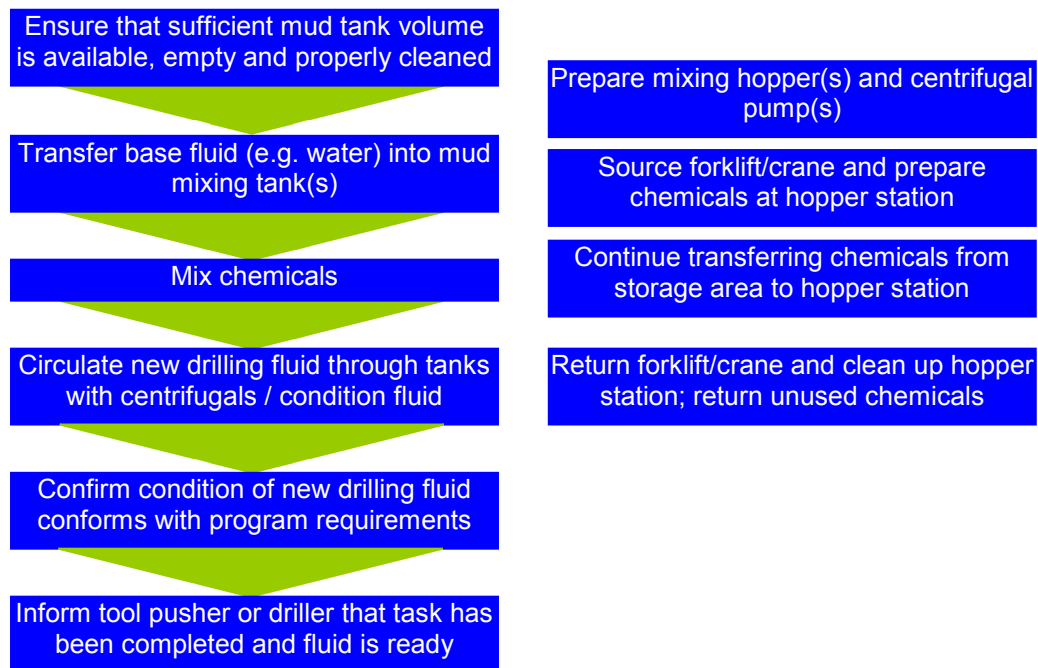 Ensure that sufficient mud tank volume
is available, empty and properly cleaned
Transfer base fluid (e.g. water) into mud
mixing tank(s)
Mix chemicals
Circulate new drilling fluid through tanks
with centrifugals / condition fluid
Confirm condition of new drilling fluid
conforms with program requirements
Inform tool pusher or driller that task has
been completed and fluid is ready
Prepare mixing hopper(s) and centrifugal
pump(s)
Source forklift/crane and prepare
chemicals at hopper station
Continue transferring chemicals from
storage area to hopper station
Return forklift/crane and clean up hopper
station; return unused chemicals